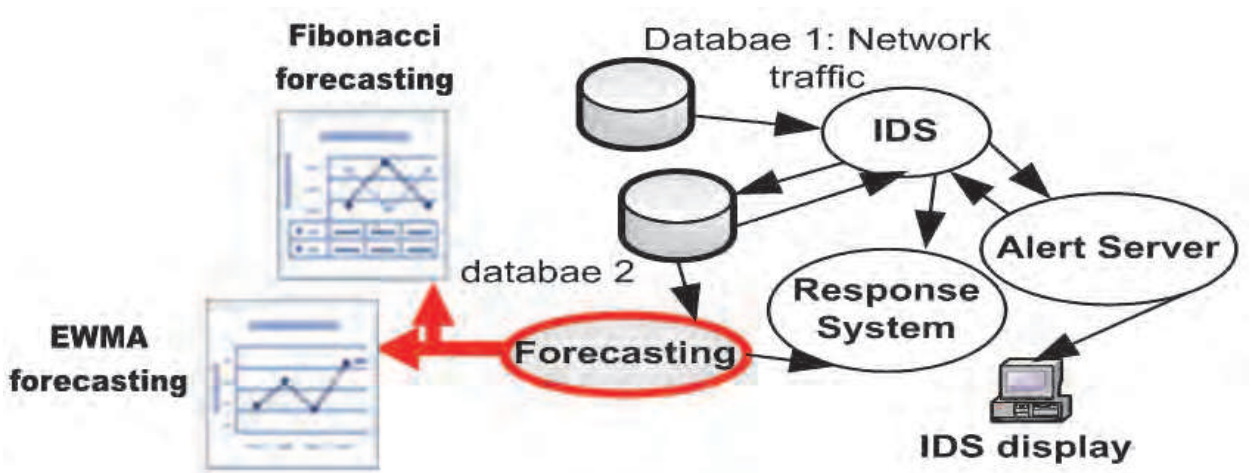 Fibonacci
forecasting
Databae 1: Network
traffic
IDS
Alert Server
databae 2
Response
System
EWMA
forecasting
Forecasting
IDS display